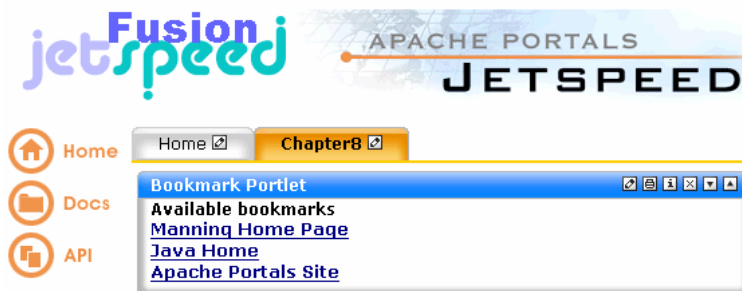 Fusion
jetspeed
APACHE PORTALS
JETSPEED
Home
Docs
API
Home
Chapter8
Bookmark Portlet
Available bookmarks
Manning Home Page
Java Home
Apache Portals Site